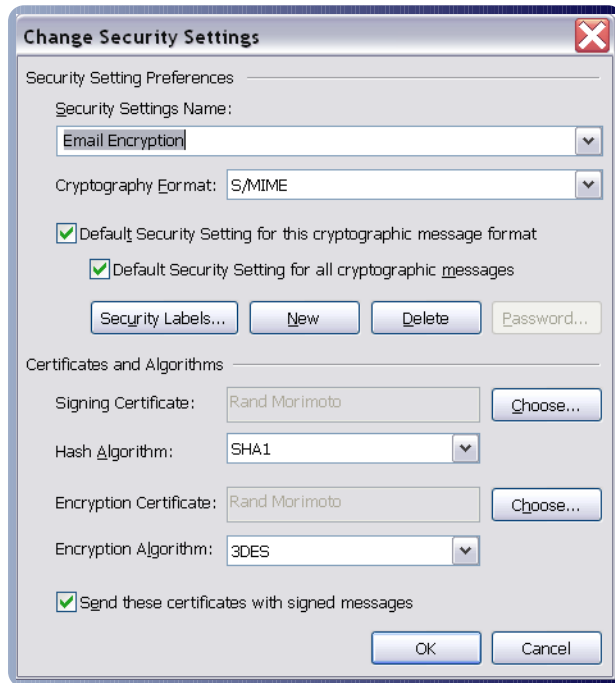 Change Security Settings
Security Setting Preferences
Security Settings Name:
Email Encryption
Cryptography Format: S/MIME
Default Security Setting for this cryptographic message format
Default Security Setting for all cryptographic messages
Security Labels... New Delete Password...
Certificates and Algorithms
Signing Certificate: Rand Morimoto Choose...
Hash Algorithm: SHA1
Encryption Certificate: Rand Morimoto Choose...
Encryption Algorithm: 3DES
Send these certificates with signed messages
OK Cancel